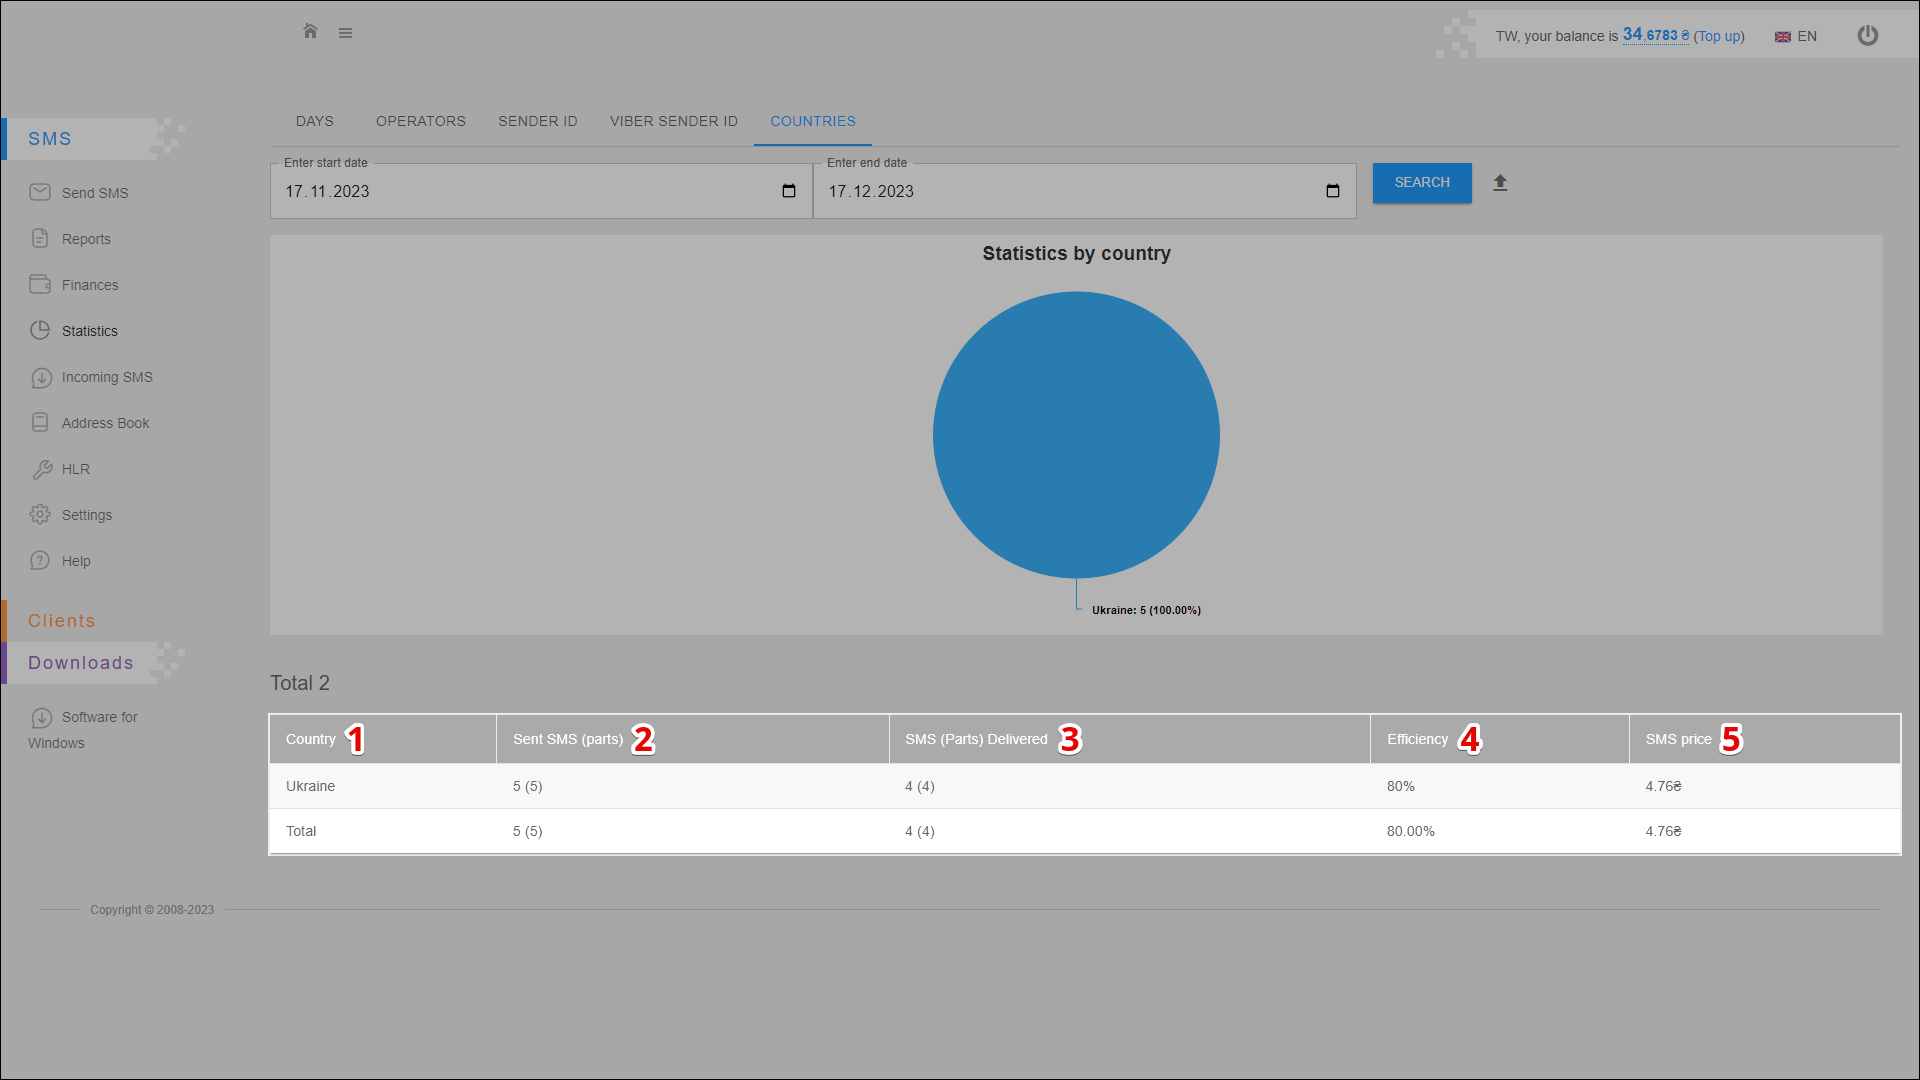 TW, your balance is 34,6783 ₴ (Top up)
EN
DAYS
OPERATORS
SENDER ID
VIBER SENDER ID
COUNTRIES
SMS
Enter start date
17.11.2023
Enter end date
17.12.2023
SEARCH
Send SMS
Reports
Finances
Statistics
Incoming SMS
Address Book
HLR
Settings
Help
Clients
Downloads
Software for
Windows
Statistics by country
Ukraine: 5 (100.00%)
Total 2
Country 1 Sent SMS (parts) 2 SMS (Parts) Delivered 3 Efficiency 4 SMS price 5
Ukraine 5 (5) 4 (4) 80% 4.76₴
Total 5 (5) 4 (4) 80.00% 4.76₴
Copyright © 2008-2023